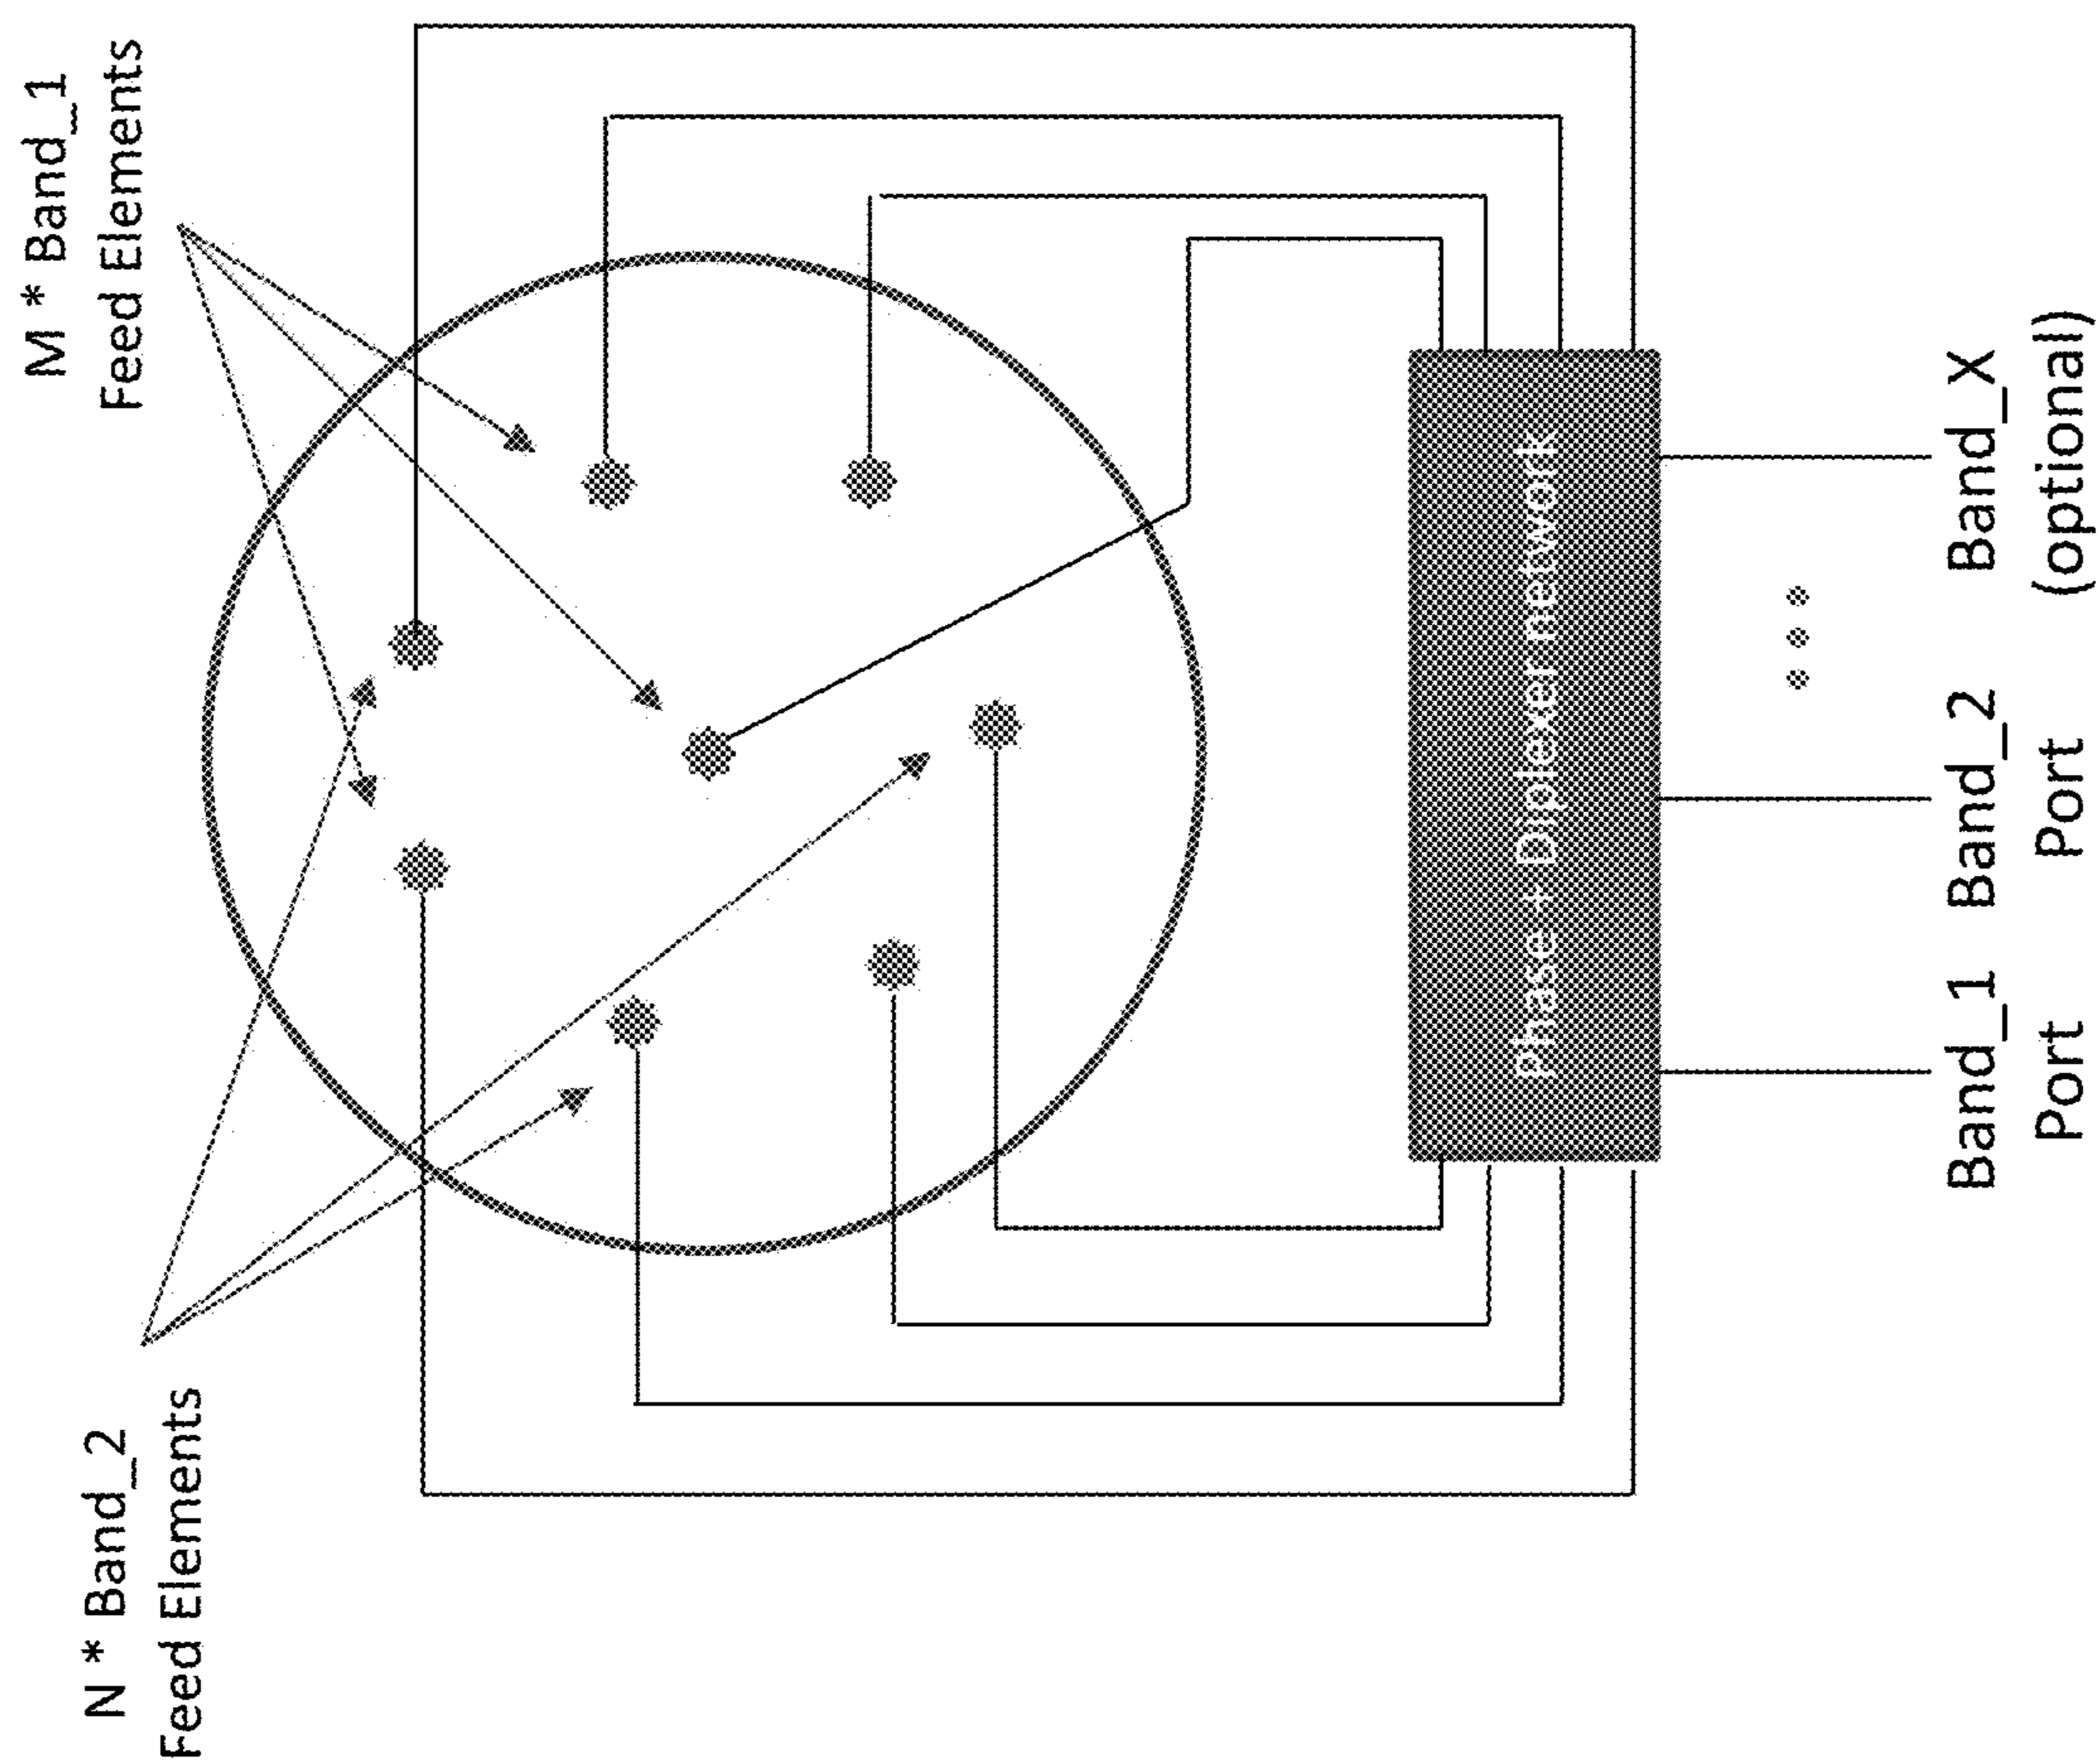 N * Band_2
Feed Elements
M * Band_1
Feed Elements
phase + Diplexer network
Band_1
Port
Band_2
Port
Band_X
(optional)